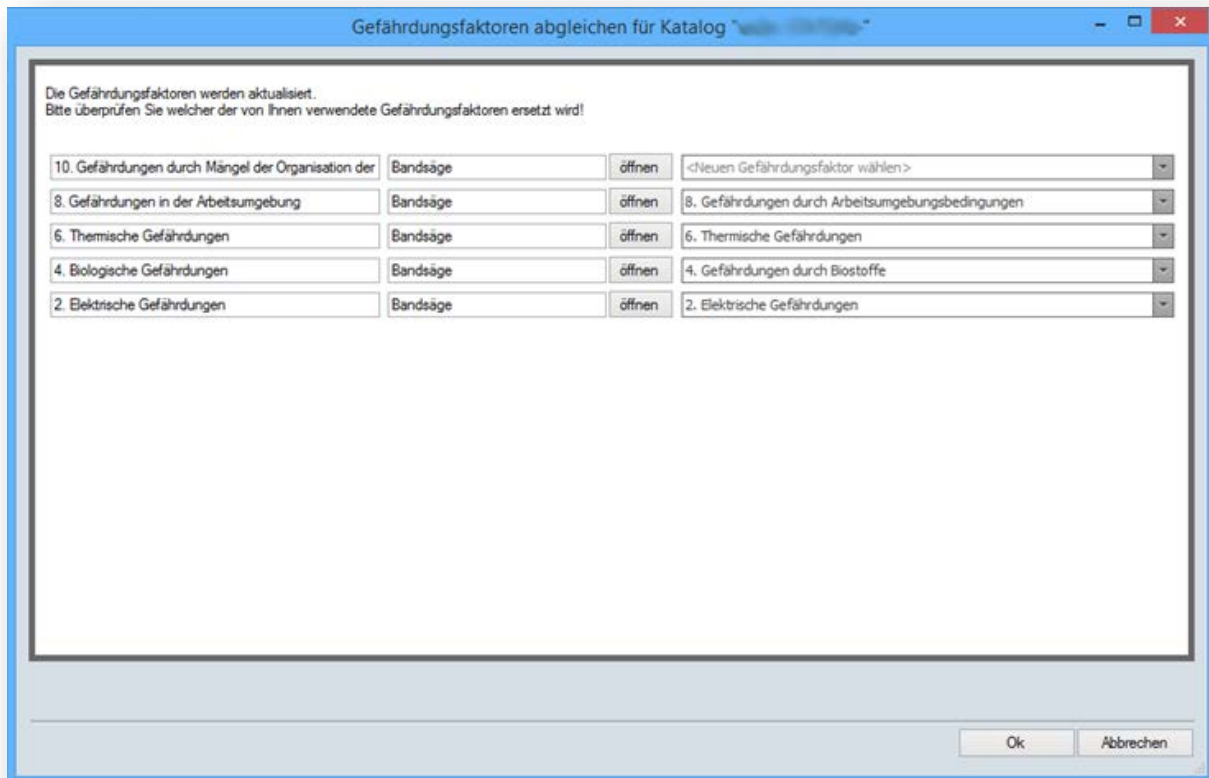 Gefährdungsfaktoren abgleichen für Katalog "
Die Gefährdungsfaktoren werden aktualisiert.
Bitte überprüfen Sie welcher der von Ihnen verwendete Gefährdungsfaktoren ersetzt wird!
10. Gefährdungen durch Mängel der Organisation der Bandsäge öffnen <Neuen Gefährdungsfaktor wählen>
8. Gefährdungen in der Arbeitsumgebung Bandsäge öffnen 8. Gefährdungen durch Arbeitsumgebungsbedingungen
6. Thermische Gefährdungen Bandsäge öffnen 6. Thermische Gefährdungen
4. Biologische Gefährdungen Bandsäge öffnen 4. Gefährdungen durch Biostoffe
2. Elektrische Gefährdungen Bandsäge öffnen 2. Elektrische Gefährdungen
Ok Abbrechen